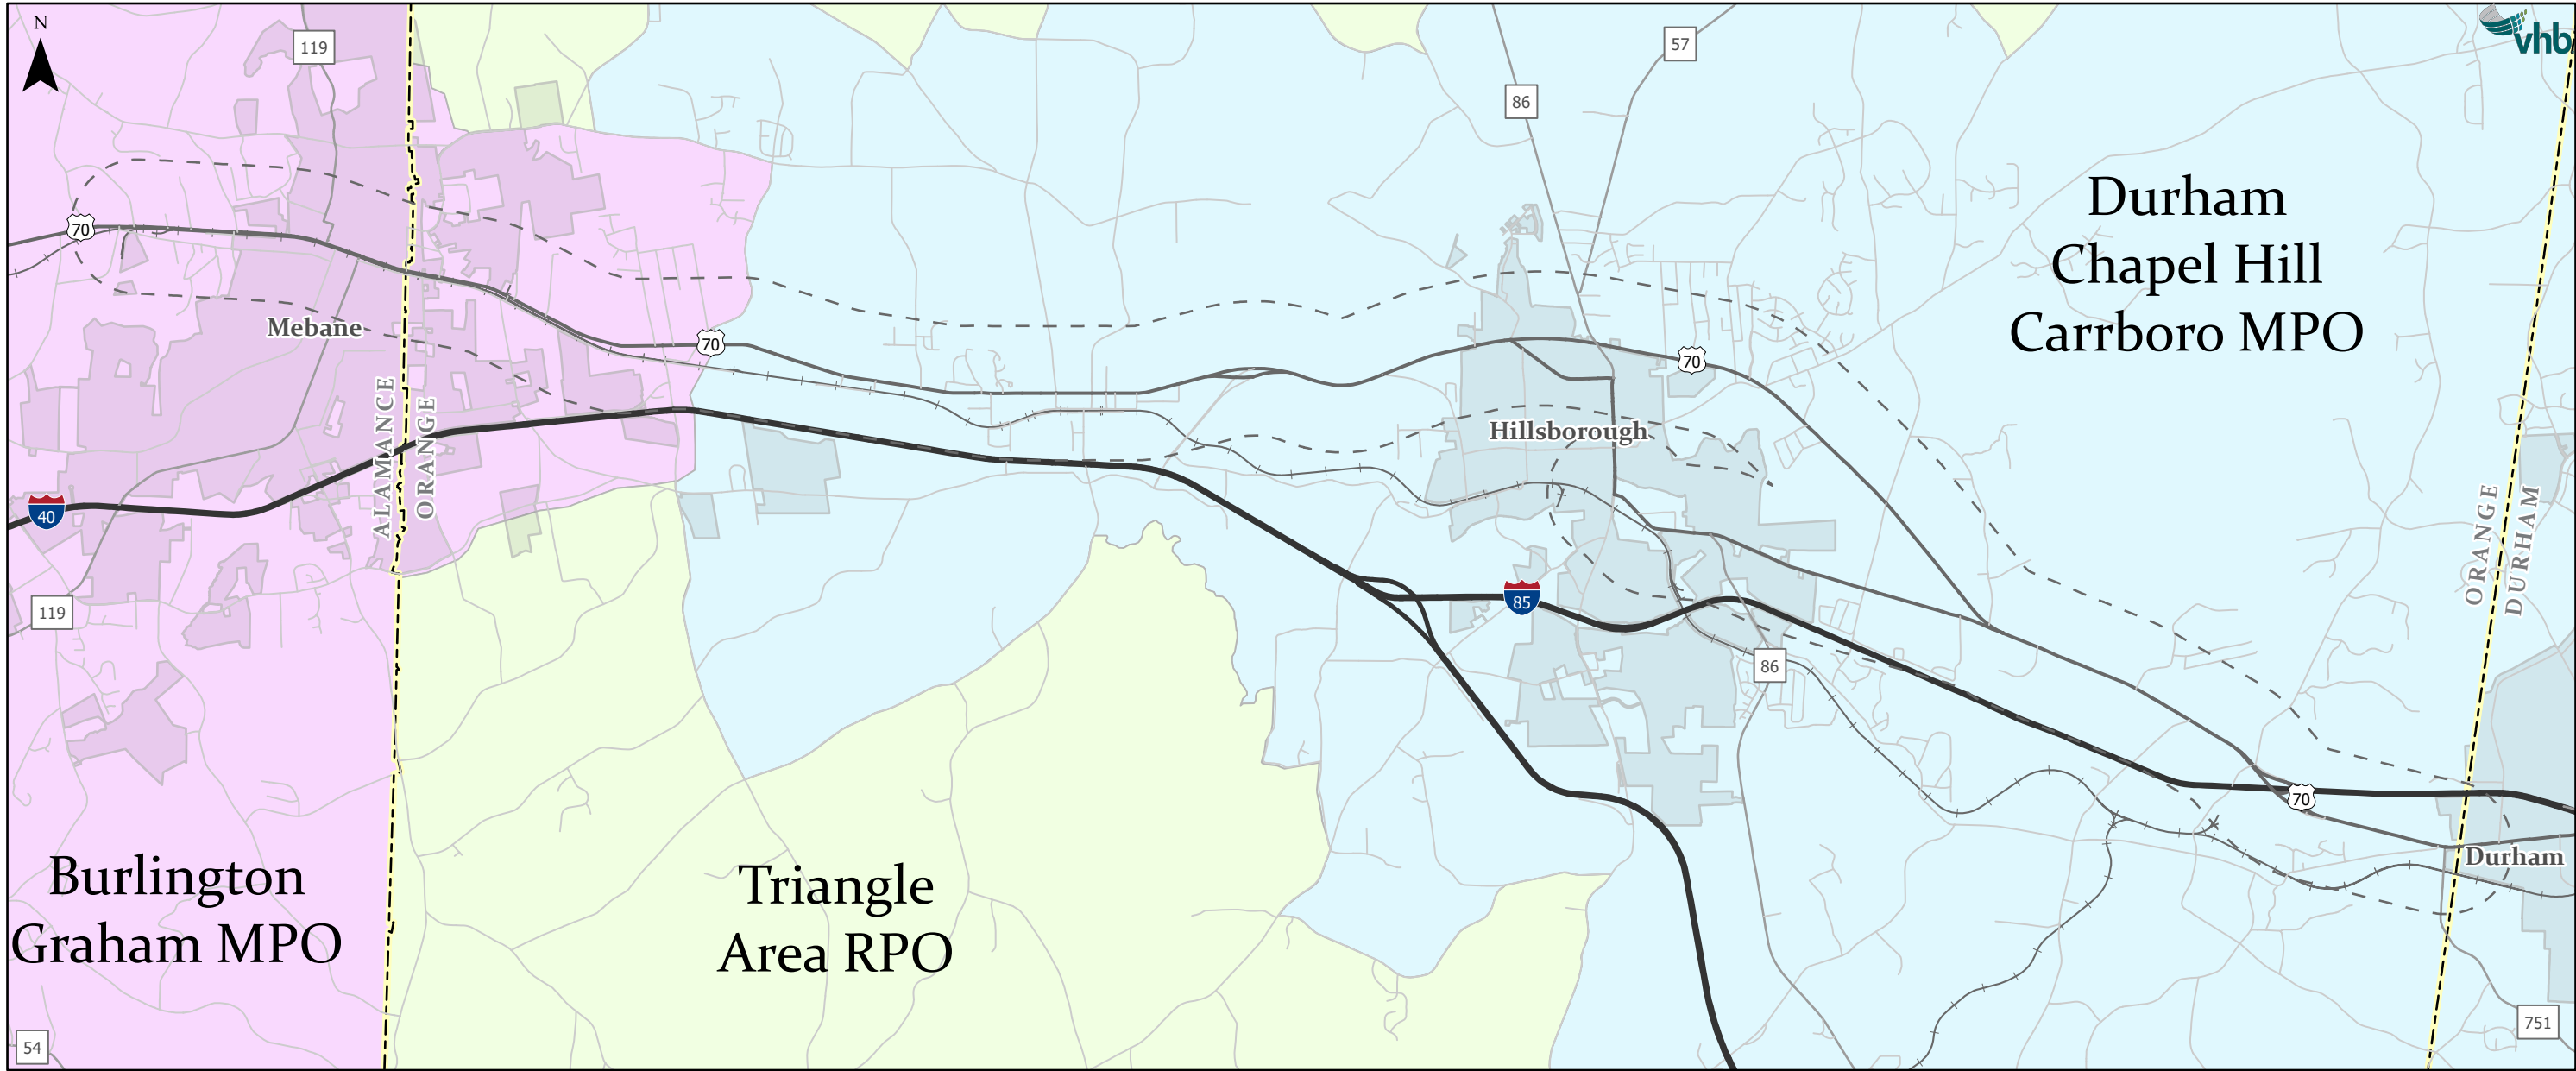 N
119
57
vhb
86
Durham
Chapel Hill
Carrboro MPO
70
Mebane
70
70
ALAMANCE
ORANGE
Hillsborough
40
ORANGE
DURHAM
85
119
86
70
Durham
Burlington
Graham MPO
Triangle
Area RPO
54
751